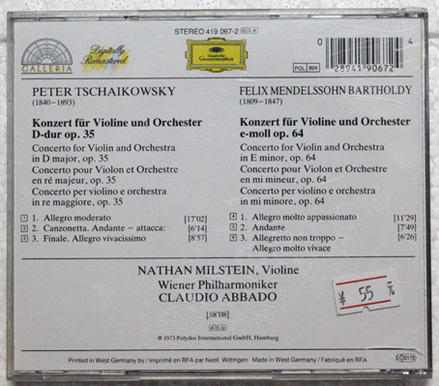 GALLERIA
Digitally
Remastered
STEREO 419 067-2
Deutsche
Grammophon
POL 924
0 28941 90672 4
PETER TSCHAIKOWSKY
(1840–1893)
Konzert für Violine und Orchester
D-dur op. 35
Concerto for Violin and Orchestra
in D major, op. 35
Concerto pour Violon et Orchestre
en ré majeur, op. 35
Concerto per violino e orchestra
in re maggiore, op. 35
1 1. Allegro moderato [17'02]
2 2. Canzonetta. Andante – attacca: [6'14]
3 3. Finale. Allegro vivacissimo [8'57]
FELIX MENDELSSOHN BARTHOLDY
(1809–1847)
Konzert für Violine und Orchester
e-moll op. 64
Concerto for Violin and Orchestra
in E minor, op. 64
Concerto pour Violon et Orchestre
en mi mineur, op. 64
Concerto per violino e orchestra
in mi minore, op. 64
4 1. Allegro molto appassionato [11'29]
5 2. Andante [7'49]
6 3. Allegretto non troppo – [6'26]
Allegro molto vivace
NATHAN MILSTEIN, Violine
Wiener Philharmoniker
CLAUDIO ABBADO
[58'08]
¥ 55
℗ 1973 Polydor International GmbH, Hamburg
Printed in West Germany by / Imprimé en RFA par Neef, Wittingen · Made in West Germany / Fabriqué en RFA